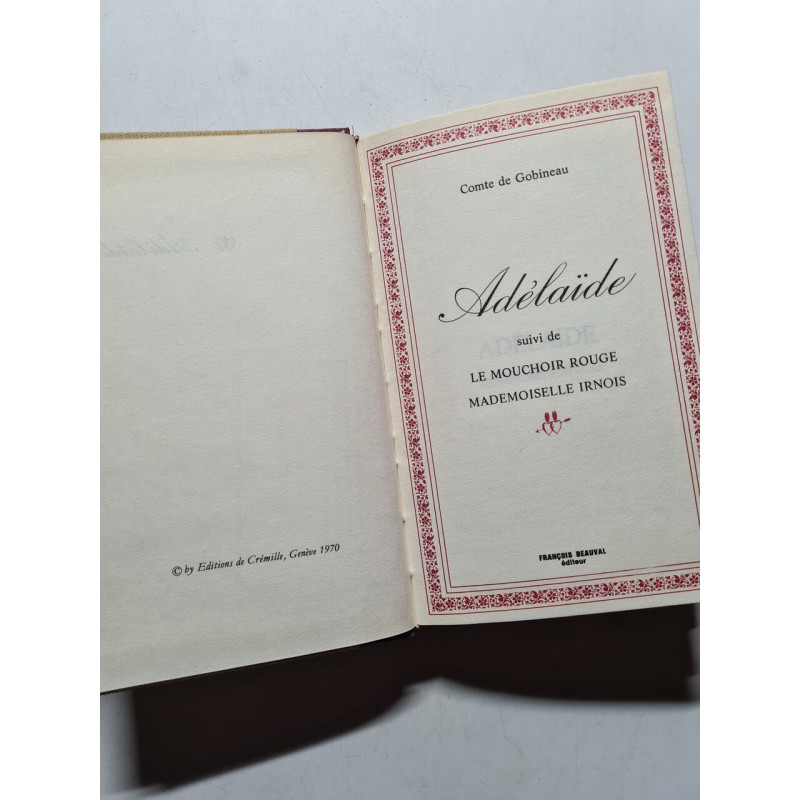 © by Editions de Crémille, Genève 1970
Comte de Gobineau
Adélaïde
suivi de
ADÉLAÏDE
LE MOUCHOIR ROUGE
MADEMOISELLE IRNOIS
FRANÇOIS BEAUVAL
éditeur